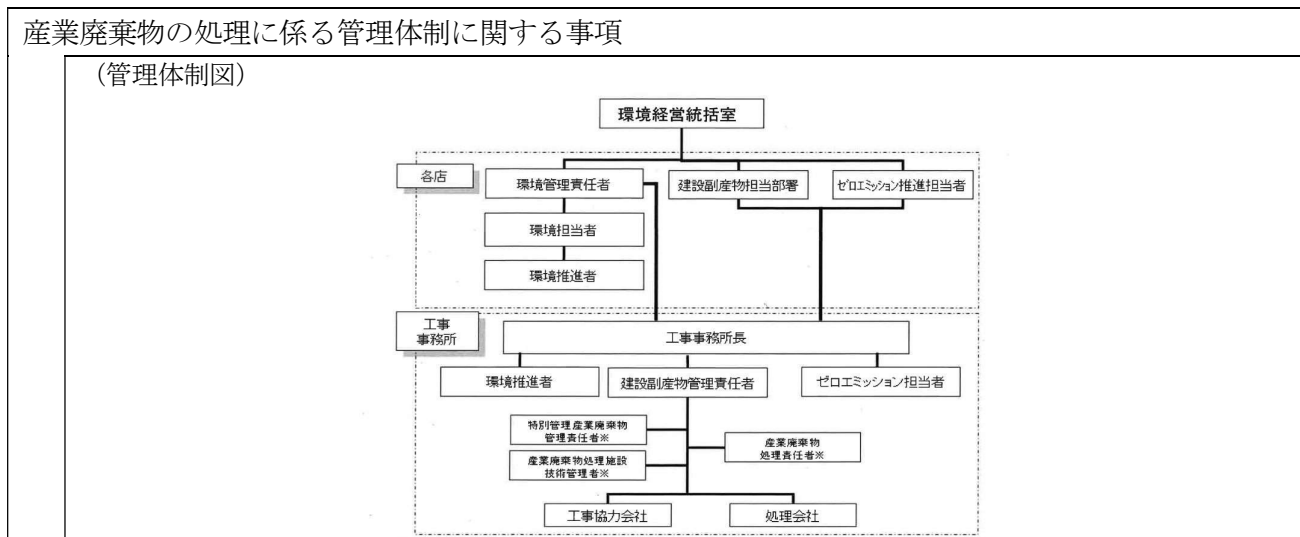 産業廃棄物の処理に係る管理体制に関する事項
（管理体制図）
環境経営統括室
各店
環境管理責任者
建設副産物担当部署
ｾﾞﾛｴﾐｯｼｮﾝ推進担当者
環境担当者
環境推進者
工事
事務所
工事事務所長
環境推進者
建設副産物管理責任者
ゼロエミッション担当者
特別管理産業廃棄物
管理責任者※
産業廃棄物
処理責任者※
産業廃棄物処理施設
技術管理者※
工事協力会社
処理会社